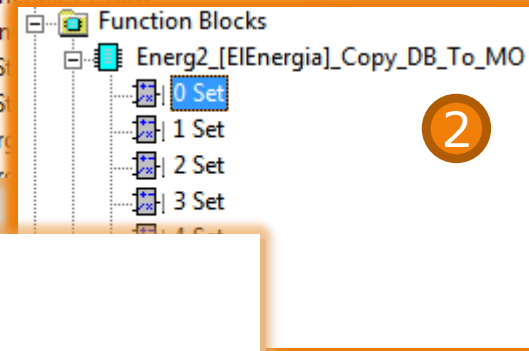 Function Blocks
Energ2_[ElEnergia]_Copy_DB_To_MO
0 Set
1 Set
2 Set
3 Set
2